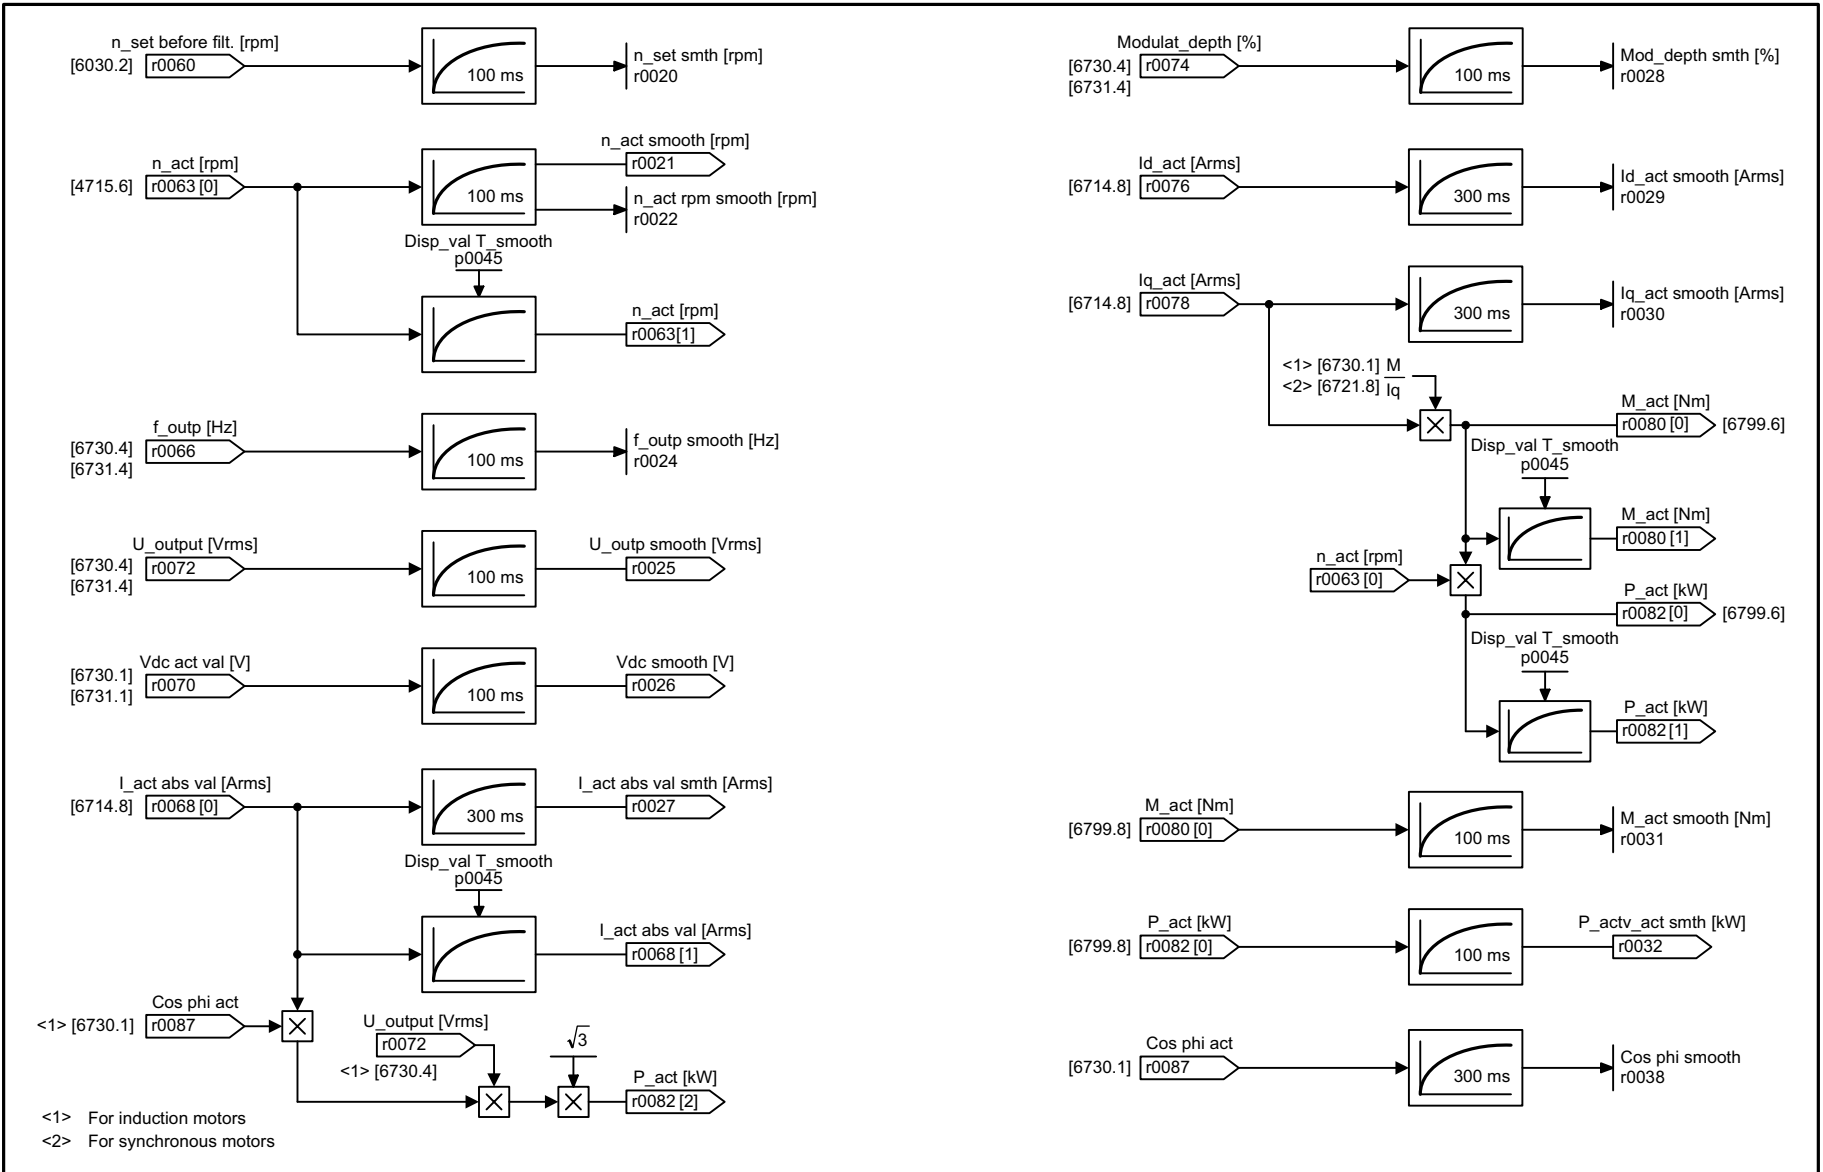 n_set before filt. [rpm]
[6030.2] r0060
100 ms
n_set smth [rpm]
r0020
n_act [rpm]
[4715.6] r0063 [0]
100 ms
n_act smooth [rpm]
r0021
n_act rpm smooth [rpm]
r0022
Disp_val T_smooth
p0045
n_act [rpm]
r0063[1]
f_outp [Hz]
[6730.4] r0066
[6731.4]
100 ms
f_outp smooth [Hz]
r0024
U_output [Vrms]
[6730.4] r0072
[6731.4]
100 ms
U_outp smooth [Vrms]
r0025
Vdc act val [V]
[6730.1] r0070
[6731.1]
100 ms
Vdc smooth [V]
r0026
I_act abs val [Arms]
[6714.8] r0068 [0]
300 ms
I_act abs val smth [Arms]
r0027
Disp_val T_smooth
p0045
I_act abs val [Arms]
r0068 [1]
Cos phi act
<1> [6730.1] r0087
U_output [Vrms]
r0072
<1> [6730.4]
√3
P_act [kW]
r0082 [2]
<1> For induction motors
<2> For synchronous motors
Modulat_depth [%]
[6730.4] r0074
[6731.4]
100 ms
Mod_depth smth [%]
r0028
Id_act [Arms]
[6714.8] r0076
300 ms
Id_act smooth [Arms]
r0029
Iq_act [Arms]
[6714.8] r0078
300 ms
Iq_act smooth [Arms]
r0030
<1> [6730.1] M
<2> [6721.8] Iq
M_act [Nm]
r0080 [0] [6799.6]
Disp_val T_smooth
p0045
M_act [Nm]
r0080 [1]
n_act [rpm]
r0063 [0]
P_act [kW]
r0082 [0] [6799.6]
Disp_val T_smooth
p0045
P_act [kW]
r0082 [1]
M_act [Nm]
[6799.8] r0080 [0]
100 ms
M_act smooth [Nm]
r0031
P_act [kW]
[6799.8] r0082 [0]
100 ms
P_actv_act smth [kW]
r0032
Cos phi act
[6730.1] r0087
300 ms
Cos phi smooth
r0038